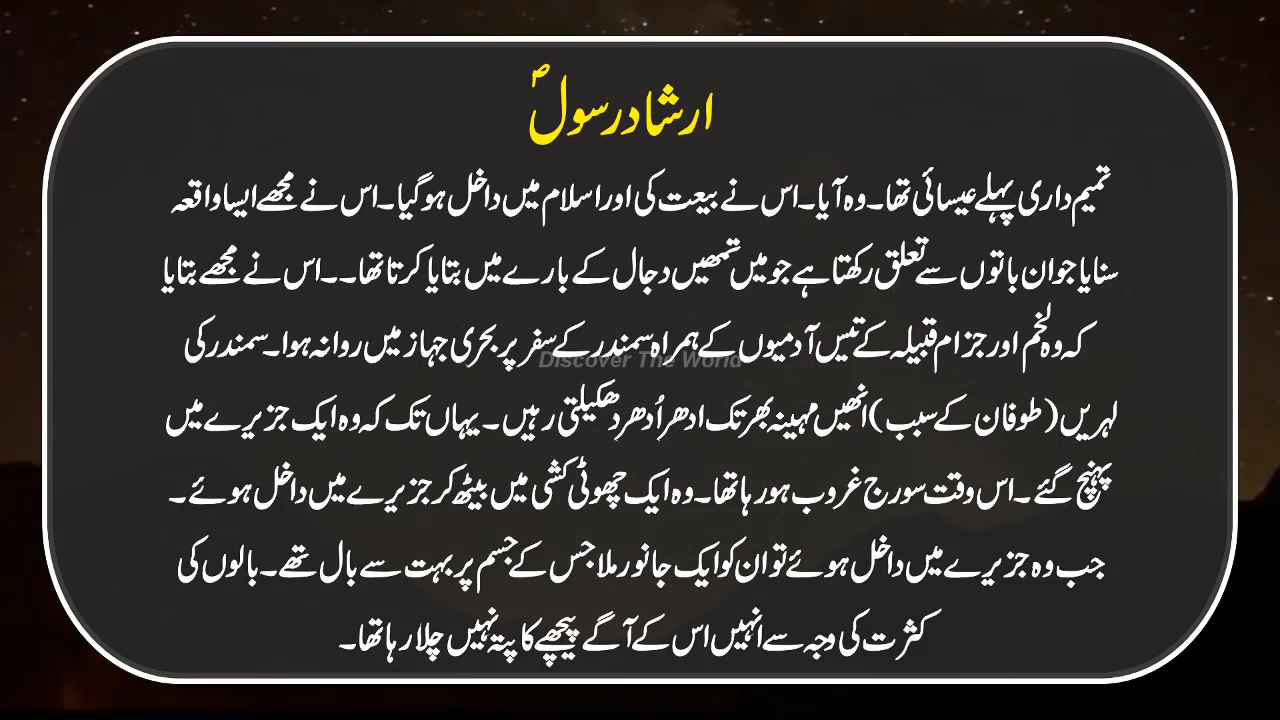 ارشاد رسولؐ
تمیم داری پہلے عیسائی تھا۔ وہ آیا۔ اس نے بیعت کی اور اسلام میں داخل ہو گیا۔ اس نے مجھے ایسا واقعہ
سنایا جو ان باتوں سے تعلق رکھتا ہے جو میں تمھیں دجال کے بارے میں بتایا کرتا تھا۔۔ اس نے مجھے بتایا
کہ وہ لخم اور جزام قبیلہ کے تیس آدمیوں کے ہمراہ سمندر کے سفر پر بحری جہاز میں روانہ ہوا۔ سمندر کی
Discover The World
لہریں (طوفان کے سبب) انھیں مہینہ بھر تک ادھر اُدھر دھکیلتی رہیں۔ یہاں تک کہ وہ ایک جزیرے میں
پہنچ گئے۔ اس وقت سورج غروب ہو رہا تھا۔ وہ ایک چھوٹی کشی میں بیٹھ کر جزیرے میں داخل ہوئے۔
جب وہ جزیرے میں داخل ہوئے تو ان کو ایک جانور ملا جس کے جسم پر بہت سے بال تھے۔ بالوں کی
کثرت کی وجہ سے انہیں اس کے آگے پیچھے کا پتہ نہیں چلا رہا تھا۔